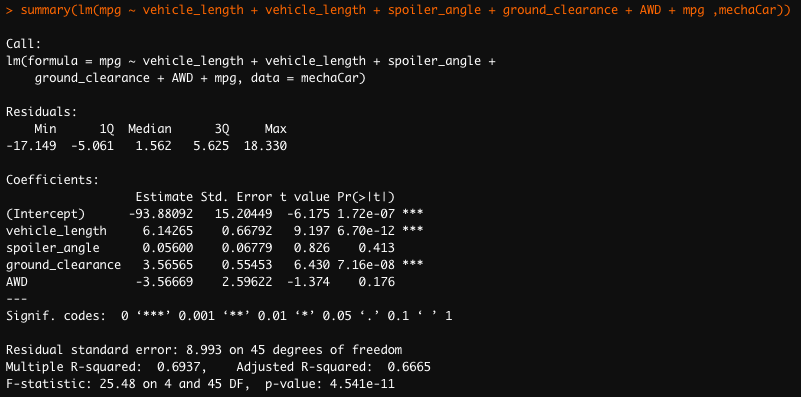 > summary(lm(mpg ~ vehicle_length + vehicle_length + spoiler_angle + ground_clearance + AWD + mpg ,mechaCar))

Call:
lm(formula = mpg ~ vehicle_length + vehicle_length + spoiler_angle +
    ground_clearance + AWD + mpg, data = mechaCar)

Residuals:
    Min      1Q  Median      3Q     Max
-17.149  -5.061   1.562   5.625  18.330

Coefficients:
                  Estimate Std. Error t value Pr(>|t|)
(Intercept)      -93.88092   15.20449  -6.175 1.72e-07 ***
vehicle_length     6.14265    0.66792   9.197 6.70e-12 ***
spoiler_angle      0.05600    0.06779   0.826    0.413
ground_clearance   3.56565    0.55453   6.430 7.16e-08 ***
AWD               -3.56669    2.59622  -1.374    0.176
---
Signif. codes:  0 ‘***’ 0.001 ‘**’ 0.01 ‘*’ 0.05 ‘.’ 0.1 ‘ ’ 1

Residual standard error: 8.993 on 45 degrees of freedom
Multiple R-squared:  0.6937,    Adjusted R-squared:  0.6665
F-statistic: 25.48 on 4 and 45 DF,  p-value: 4.541e-11